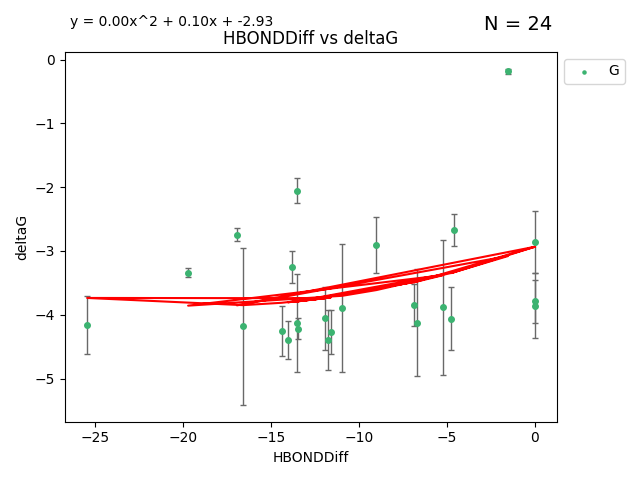 y = 0.00x^2 + 0.10x + -2.93
N = 24
HBONDDiff vs deltaG
G
deltaG
0
−1
−2
−3
−4
−5
−25
−20
−15
−10
−5
0
HBONDDiff